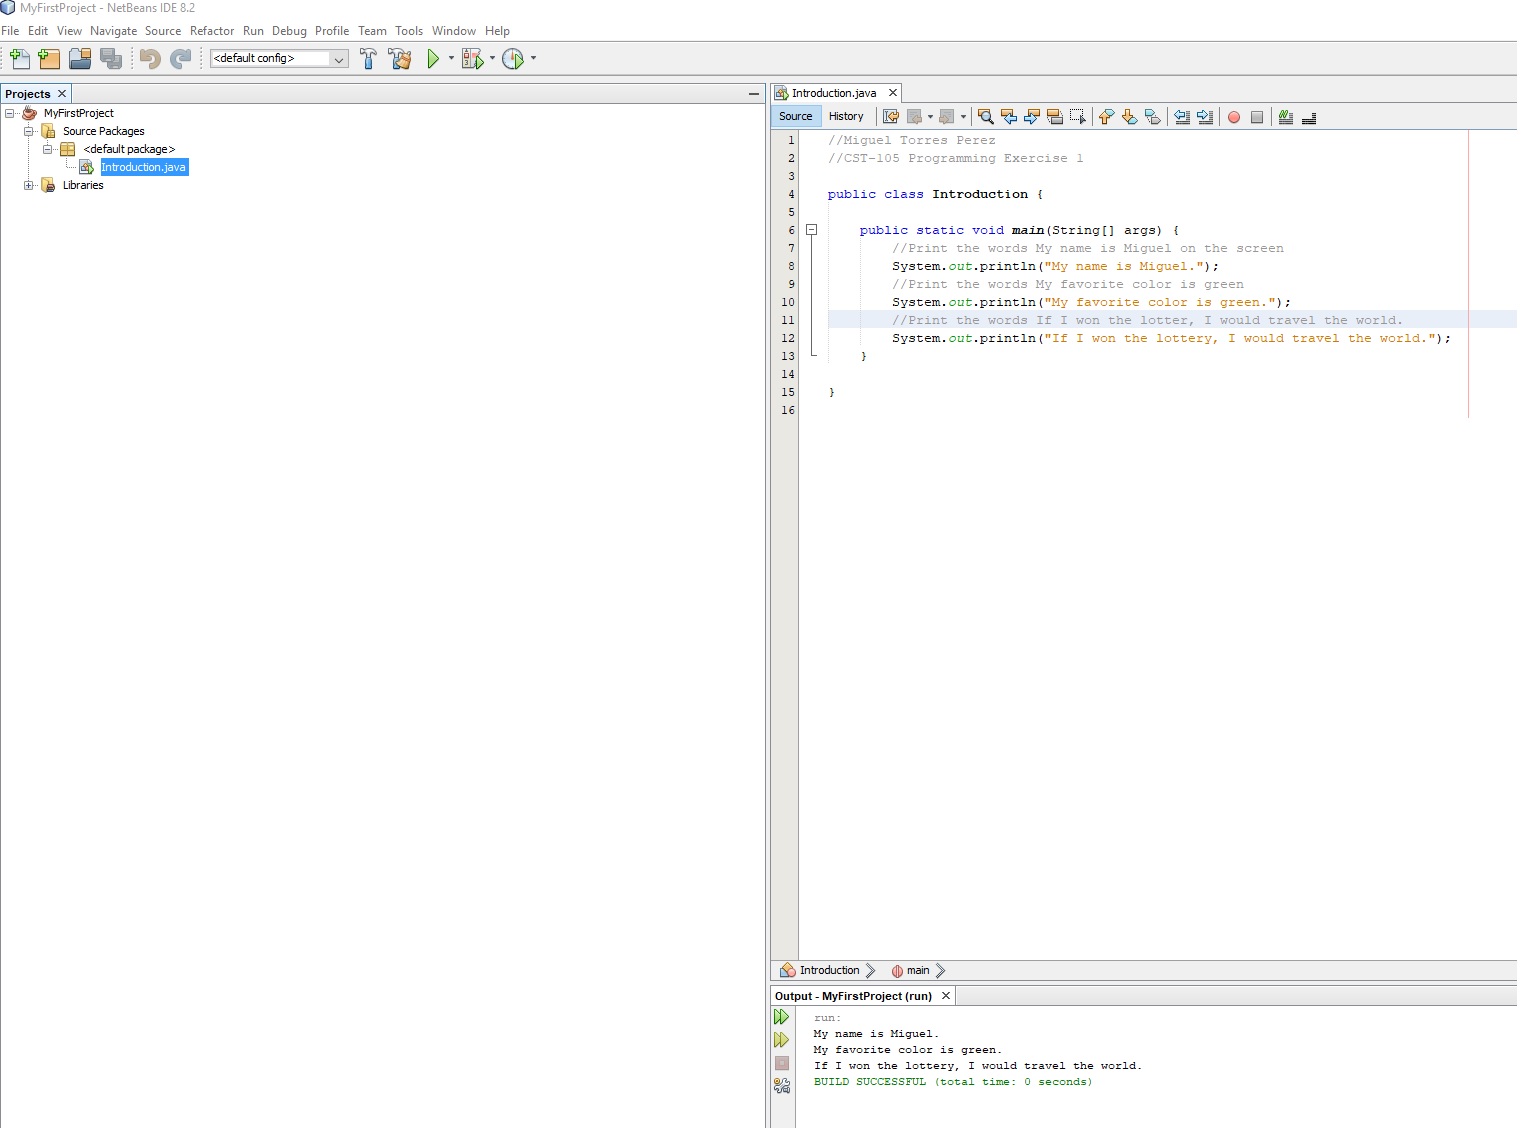 MyFirstProject - NetBeans IDE 8.2
File Edit View Navigate Source Refactor Run Debug Profile Team Tools Window Help
<default config>
Projects
MyFirstProject
Source Packages
<default package>
Introduction.java
Libraries
Introduction.java
Source History
1 //Miguel Torres Perez
2 //CST-105 Programming Exercise 1
3
4 public class Introduction {
5
6 public static void main(String[] args) {
7 //Print the words My name is Miguel on the screen
8 System.out.println("My name is Miguel.");
9 //Print the words My favorite color is green
10 System.out.println("My favorite color is green.");
11 //Print the words If I won the lotter, I would travel the world.
12 System.out.println("If I won the lottery, I would travel the world.");
13 }
14
15 }
16
Introduction main
Output - MyFirstProject (run)
run:
My name is Miguel.
My favorite color is green.
If I won the lottery, I would travel the world.
BUILD SUCCESSFUL (total time: 0 seconds)